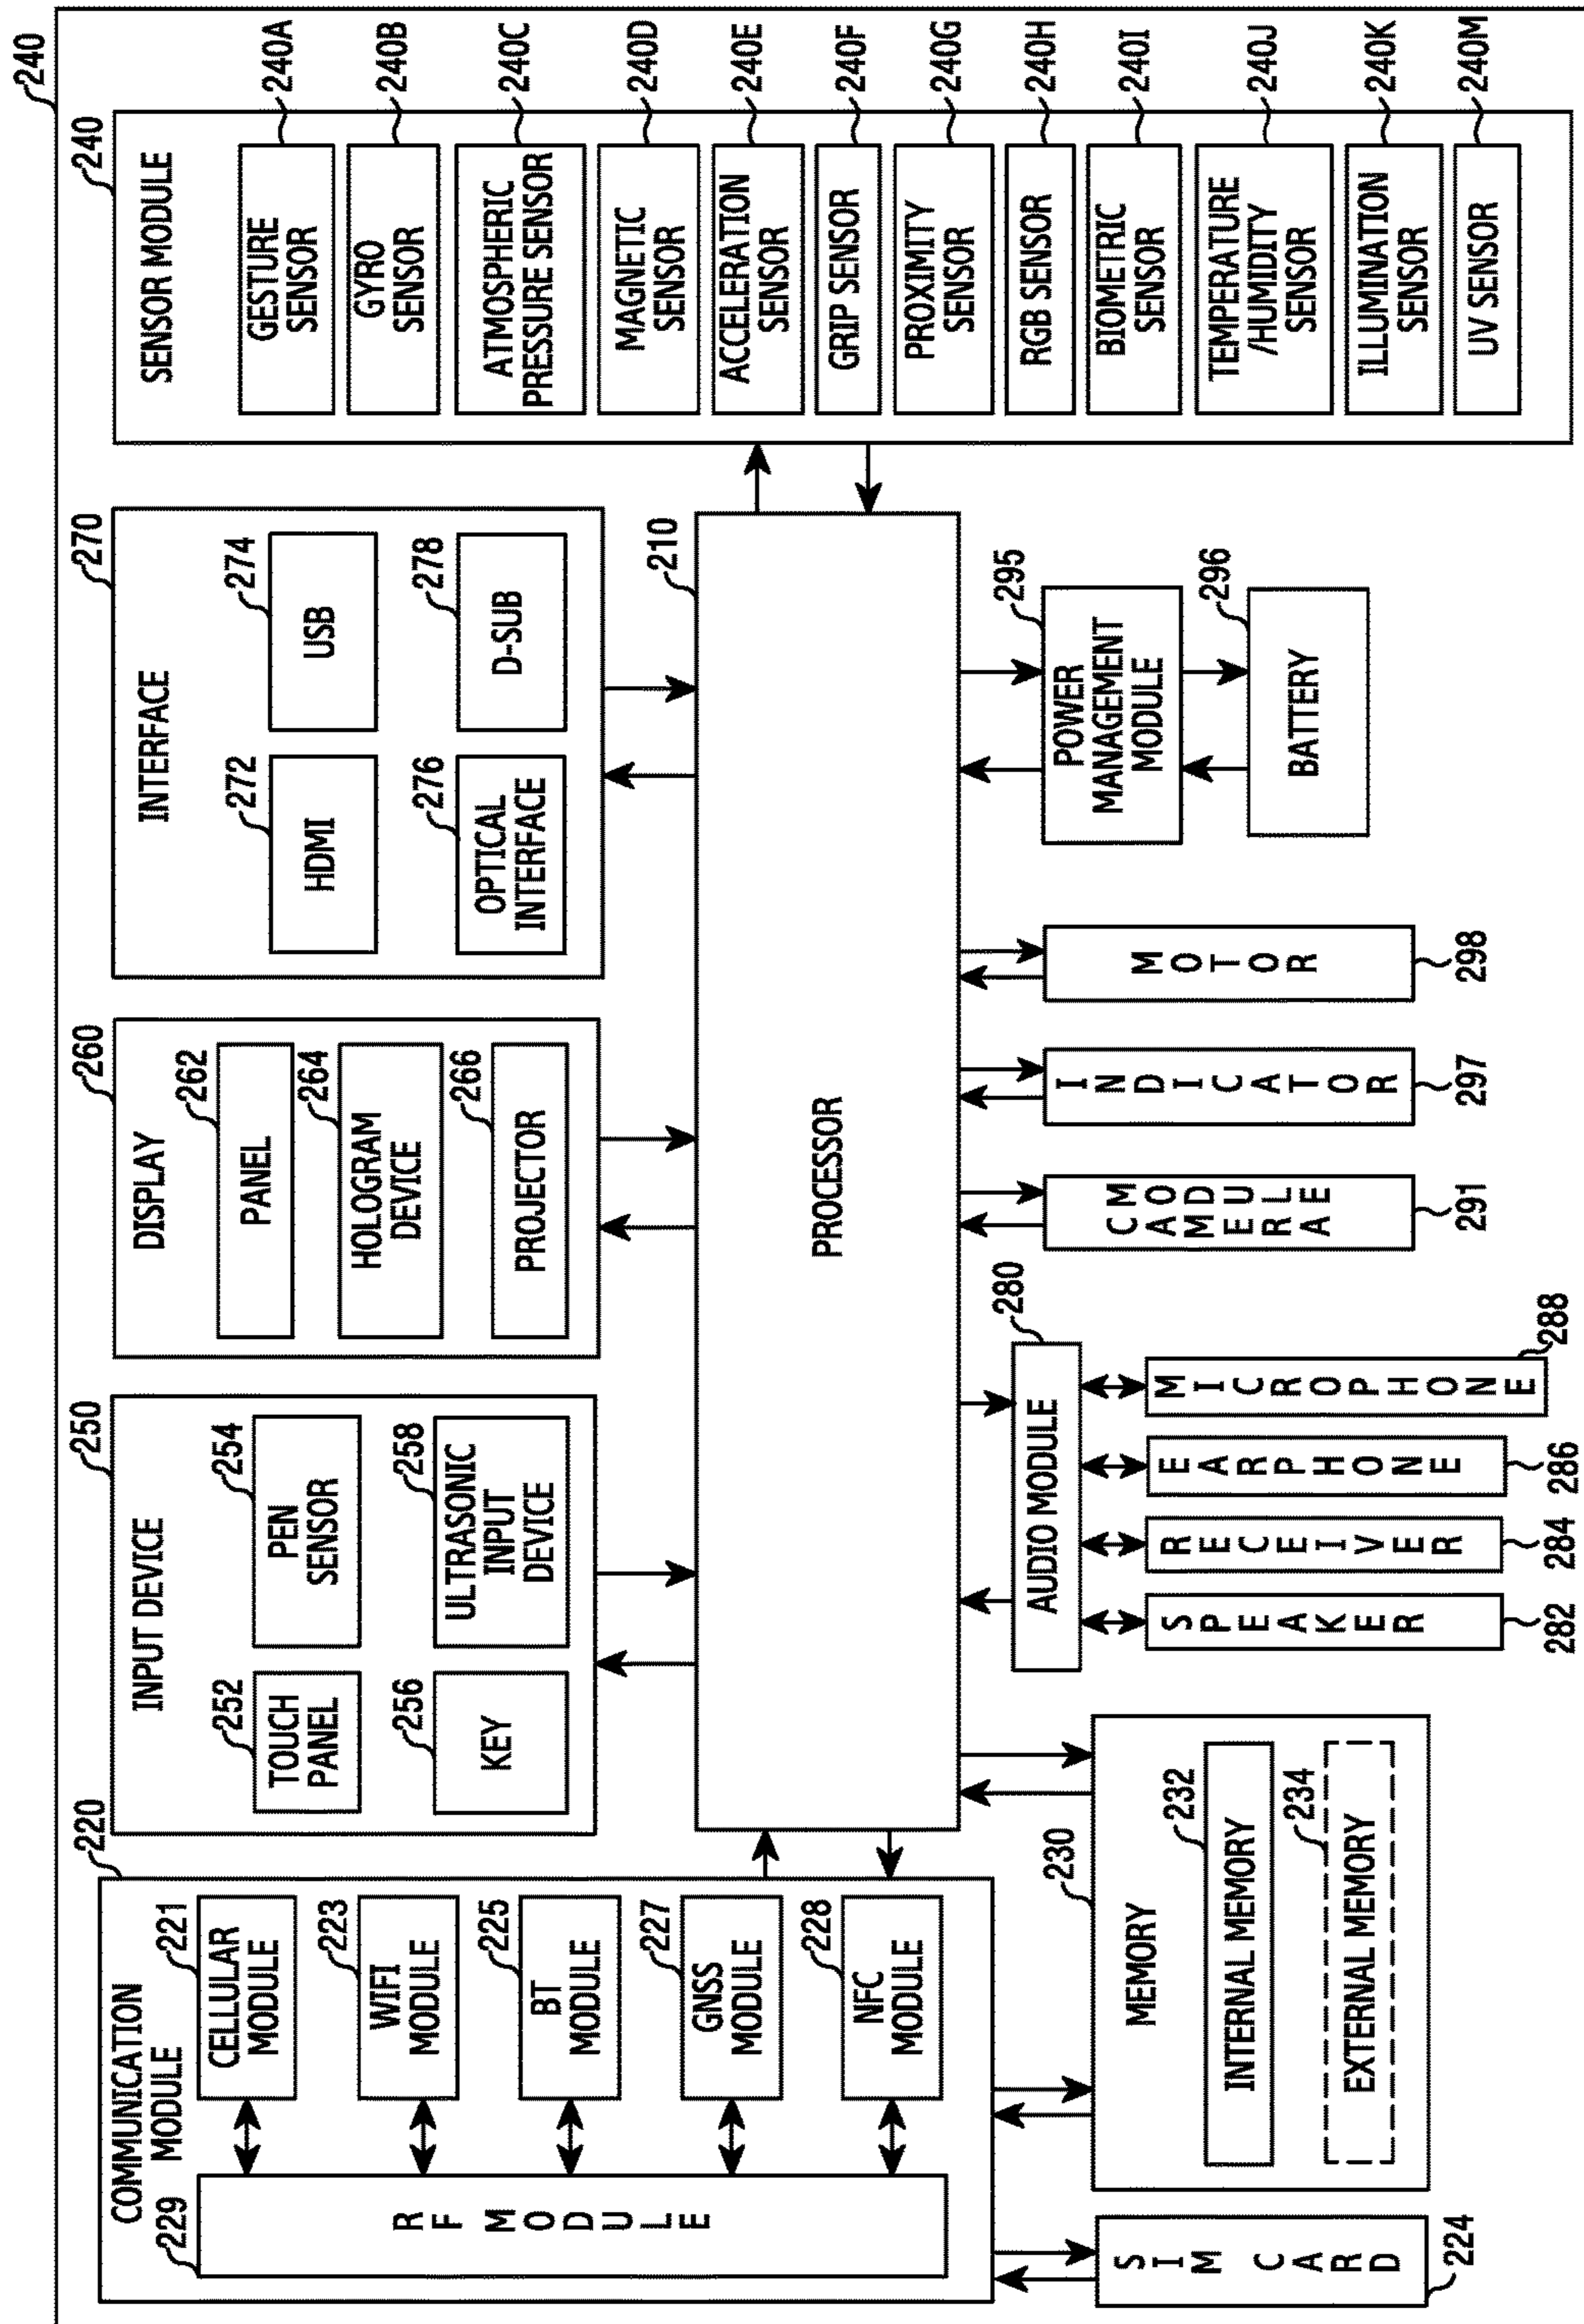 240
220
COMMUNICATION
MODULE
229
RF MODULE
221
CELLULAR
MODULE
223
WIFI
MODULE
225
BT
MODULE
227
GNSS
MODULE
228
NFC
MODULE
250
INPUT DEVICE
252
TOUCH
PANEL
254
PEN
SENSOR
256
KEY
258
ULTRASONIC
INPUT
DEVICE
260
DISPLAY
262
PANEL
264
HOLOGRAM
DEVICE
266
PROJECTOR
270
INTERFACE
272
HDMI
274
USB
276
OPTICAL
INTERFACE
278
D-SUB
240
SENSOR MODULE
GESTURE
SENSOR
240A
GYRO
SENSOR
240B
ATMOSPHERIC
PRESSURE SENSOR
240C
MAGNETIC
SENSOR
240D
ACCELERATION
SENSOR
240E
GRIP SENSOR
240F
PROXIMITY
SENSOR
240G
RGB SENSOR
240H
BIOMETRIC
SENSOR
240I
TEMPERATURE
/HUMIDITY
SENSOR
240J
ILLUMINATION
SENSOR
240K
UV SENSOR
240M
210
PROCESSOR
SIM CARD
224
230
MEMORY
232
INTERNAL MEMORY
234
EXTERNAL MEMORY
280
AUDIO MODULE
SPEAKER
282
RECEIVER
284
EARPHONE
286
MICROPHONE
288
CAMERA
MODULE
291
INDICATOR
297
MOTOR
298
295
POWER
MANAGEMENT
MODULE
296
BATTERY